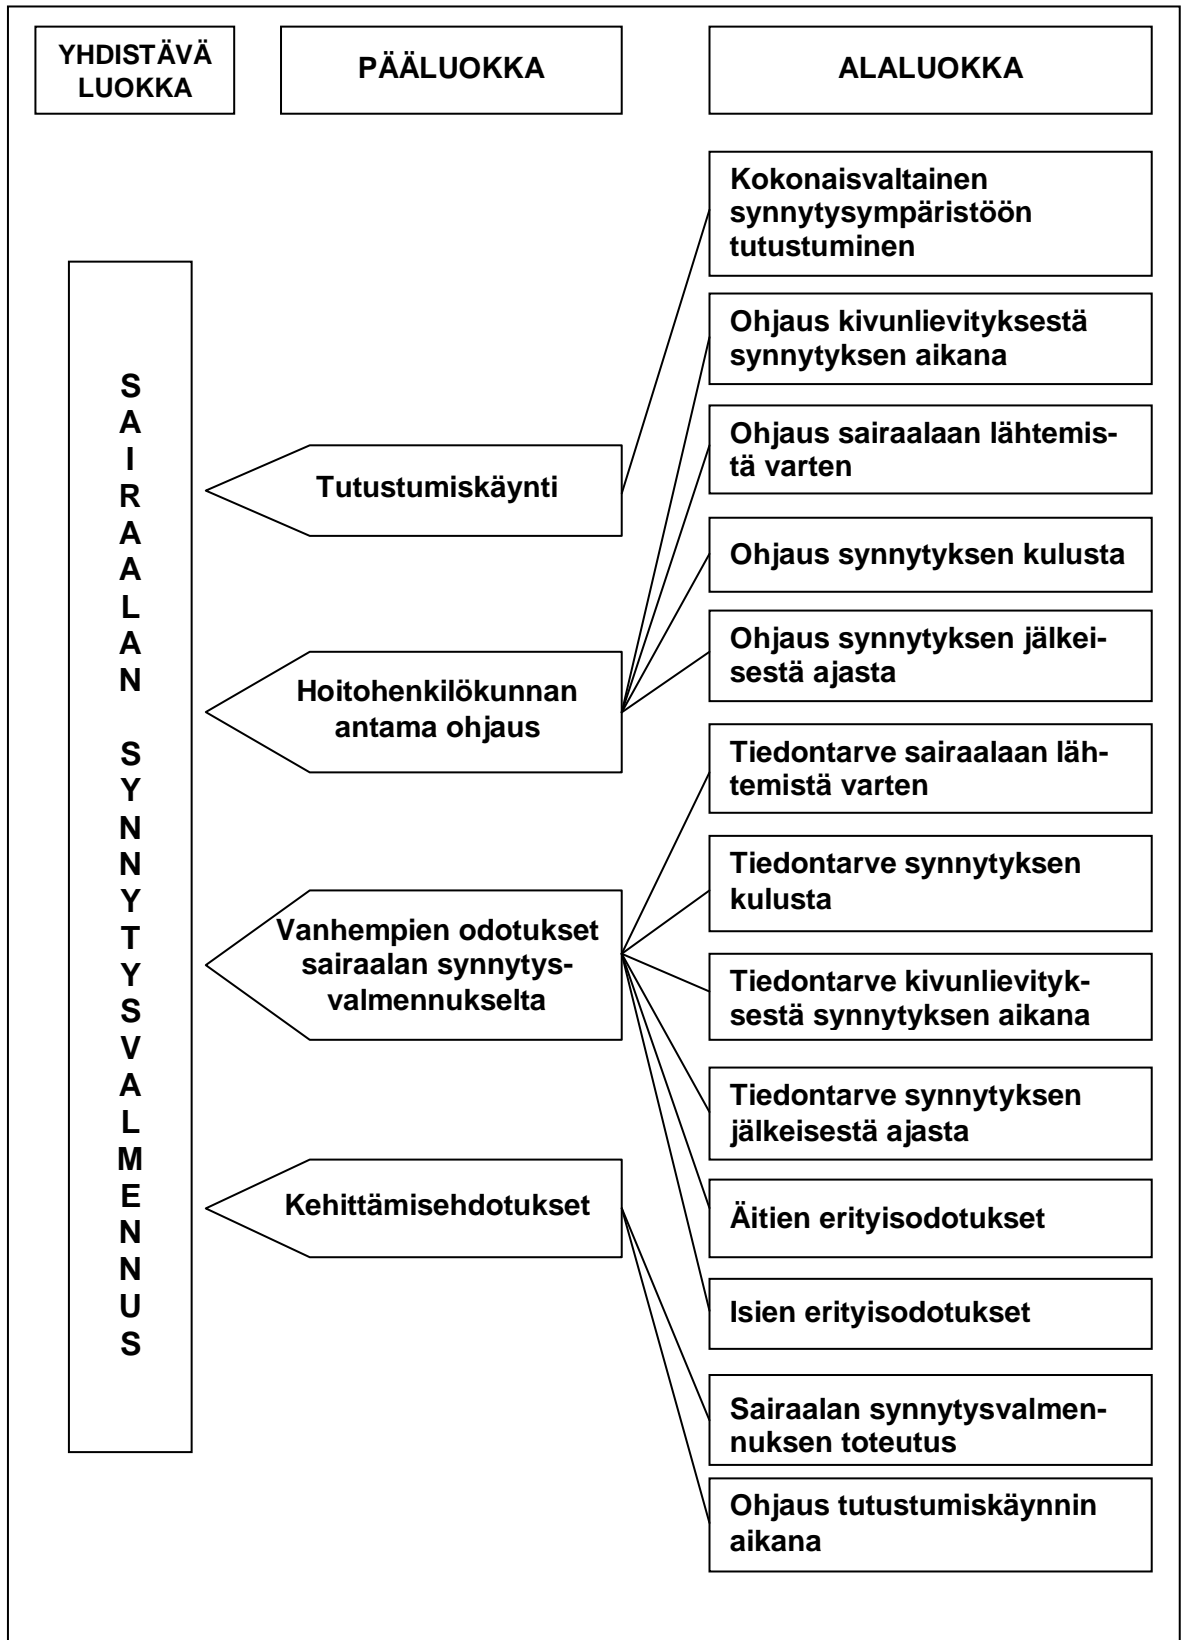 YHDISTÄVÄ
LUOKKA
PÄÄLUOKKA
ALALUOKKA
SAIRAALAN SYNNYTYSVALMENNUS
Tutustumiskäynti
Hoitohenkilökunnan
antama ohjaus
Vanhempien odotukset
sairaalan synnytys-
valmennukselta
Kehittämisehdotukset
Kokonaisvaltainen
synnytysympäristöön
tutustuminen
Ohjaus kivunlievityksestä
synnytyksen aikana
Ohjaus sairaalaan lähtemis-
tä varten
Ohjaus synnytyksen kulusta
Ohjaus synnytyksen jälkei-
sestä ajasta
Tiedontarve sairaalaan läh-
temistä varten
Tiedontarve synnytyksen
kulusta
Tiedontarve kivunlievityk-
sestä synnytyksen aikana
Tiedontarve synnytyksen
jälkeisestä ajasta
Äitien erityisodotukset
Isien erityisodotukset
Sairaalan synnytysvalmen-
nuksen toteutus
Ohjaus tutustumiskäynnin
aikana